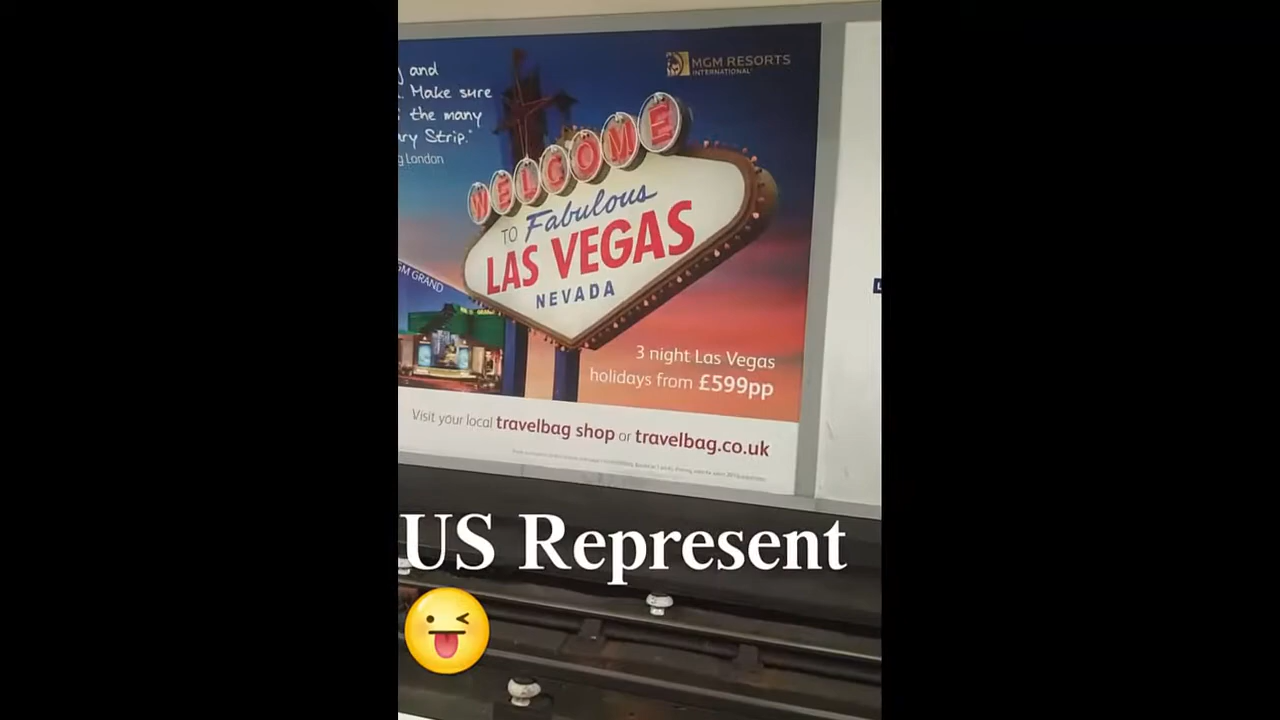 MGM RESORTS
INTERNATIONAL
and
Make sure
the many
Strip."
London
WELCOME
TO Fabulous
LAS VEGAS
NEVADA
GM GRAND
3 night Las Vegas
holidays from £599pp
Visit your local travelbag shop or travelbag.co.uk
US Represent